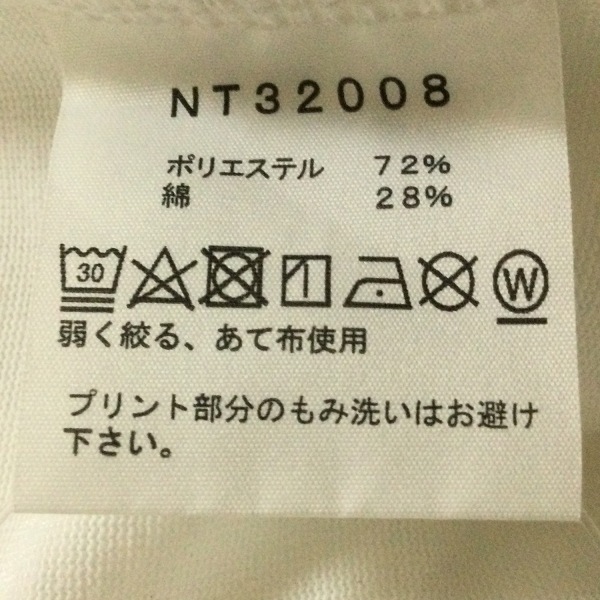 NT32008
ポリエステル 72%
綿 28%
30 W
弱く絞る、あて布使用
プリント部分のもみ洗いはお避け
下さい。